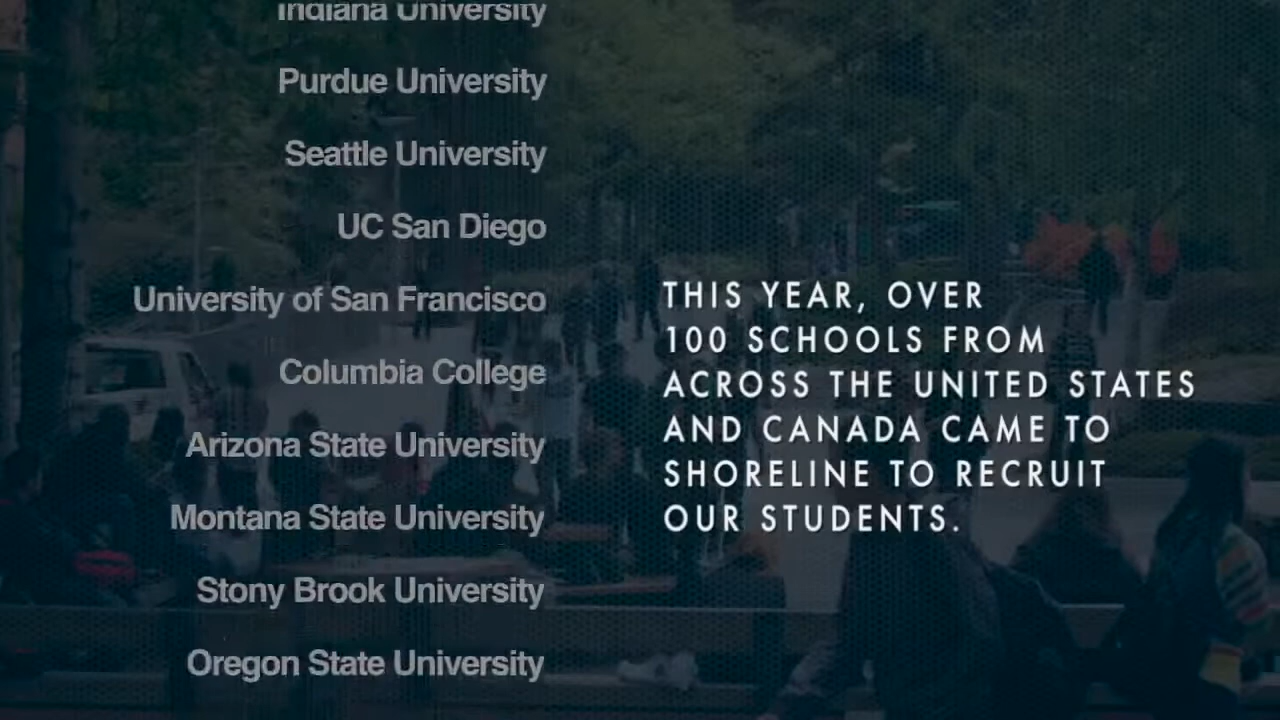 Indiana University
Purdue University
Seattle University
UC San Diego
University of San Francisco
Columbia College
Arizona State University
Montana State University
Stony Brook University
Oregon State University
THIS YEAR, OVER
100 SCHOOLS FROM
ACROSS THE UNITED STATES
AND CANADA CAME TO
SHORELINE TO RECRUIT
OUR STUDENTS.